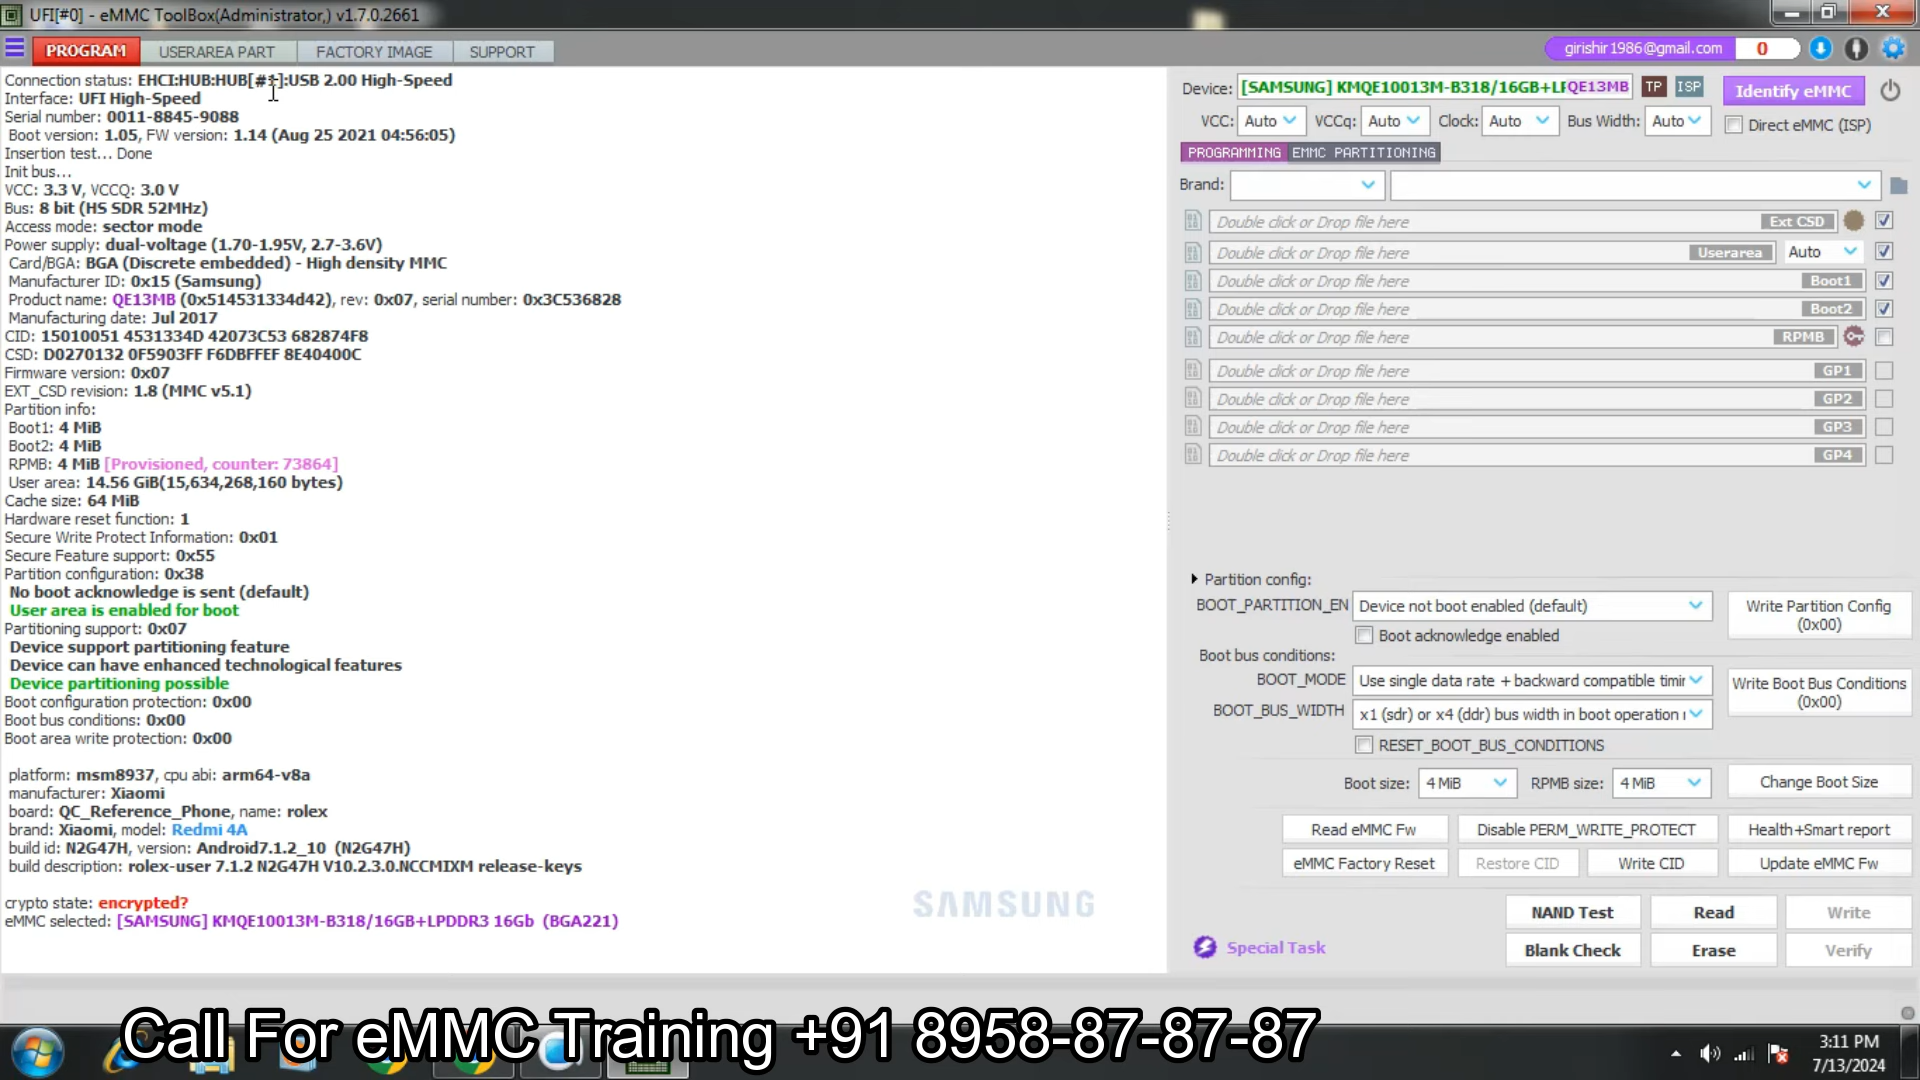 UFI[#0] - eMMC ToolBox(Administrator,) v1.7.0.2661
PROGRAM USERAREA PART FACTORY IMAGE SUPPORT
girishir1986@gmail.com 0
Connection status: EHCI:HUB:HUB[#1]:USB 2.00 High-Speed
Interface: UFI High-Speed
Serial number: 0011-8845-9088
Boot version: 1.05, FW version: 1.14 (Aug 25 2021 04:56:05)
Insertion test... Done
Init bus...
VCC: 3.3 V, VCCQ: 3.0 V
Bus: 8 bit (HS SDR 52MHz)
Access mode: sector mode
Power supply: dual-voltage (1.70-1.95V, 2.7-3.6V)
Card/BGA: BGA (Discrete embedded) - High density MMC
Manufacturer ID: 0x15 (Samsung)
Product name: QE13MB (0x514531334d42), rev: 0x07, serial number: 0x3C536828
Manufacturing date: Jul 2017
CID: 15010051 4531334D 42073C53 682874F8
CSD: D0270132 0F5903FF F6DBFFEF 8E40400C
Firmware version: 0x07
EXT_CSD revision: 1.8 (MMC v5.1)
Partition info:
Boot1: 4 MiB
Boot2: 4 MiB
RPMB: 4 MiB [Provisioned, counter: 73864]
User area: 14.56 GiB(15,634,268,160 bytes)
Cache size: 64 MiB
Hardware reset function: 1
Secure Write Protect Information: 0x01
Secure Feature support: 0x55
Partition configuration: 0x38
No boot acknowledge is sent (default)
User area is enabled for boot
Partitioning support: 0x07
Device support partitioning feature
Device can have enhanced technological features
Device partitioning possible
Boot configuration protection: 0x00
Boot bus conditions: 0x00
Boot area write protection: 0x00
platform: msm8937, cpu abi: arm64-v8a
manufacturer: Xiaomi
board: QC_Reference_Phone, name: rolex
brand: Xiaomi, model: Redmi 4A
build id: N2G47H, version: Android7.1.2_10 (N2G47H)
build description: rolex-user 7.1.2 N2G47H V10.2.3.0.NCCMIXM release-keys
crypto state: encrypted?
eMMC selected: [SAMSUNG] KMQE10013M-B318/16GB+LPDDR3 16Gb (BGA221)
SAMSUNG
Device: [SAMSUNG] KMQE10013M-B318/16GB+LF QE13MB TP ISP Identify eMMC
VCC: Auto VCCq: Auto Clock: Auto Bus Width: Auto Direct eMMC (ISP)
PROGRAMMING EMMC PARTITIONING
Brand:
Double click or Drop file here Ext CSD
Double click or Drop file here Userarea Auto
Double click or Drop file here Boot1
Double click or Drop file here Boot2
Double click or Drop file here RPMB
Double click or Drop file here GP1
Double click or Drop file here GP2
Double click or Drop file here GP3
Double click or Drop file here GP4
Partition config:
BOOT_PARTITION_EN Device not boot enabled (default) Write Partition Config
(0x00)
Boot acknowledge enabled
Boot bus conditions:
BOOT_MODE Use single data rate + backward compatible timir Write Boot Bus Conditions
(0x00)
BOOT_BUS_WIDTH x1 (sdr) or x4 (ddr) bus width in boot operation
RESET_BOOT_BUS_CONDITIONS
Boot size: 4 MiB RPMB size: 4 MiB Change Boot Size
Read eMMC Fw Disable PERM_WRITE_PROTECT Health+Smart report
eMMC Factory Reset Restore CID Write CID Update eMMC Fw
NAND Test Read Write
Special Task Blank Check Erase Verify
Call For eMMC Training +91 8958-87-87-87
3:11 PM
7/13/2024